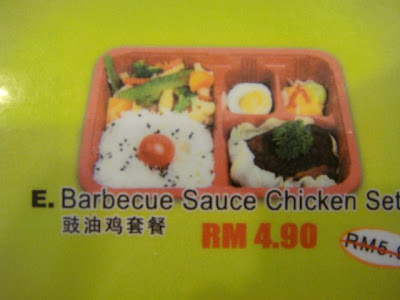 E. Barbecue Sauce Chicken Set
豉油鸡套餐
RM 4.90